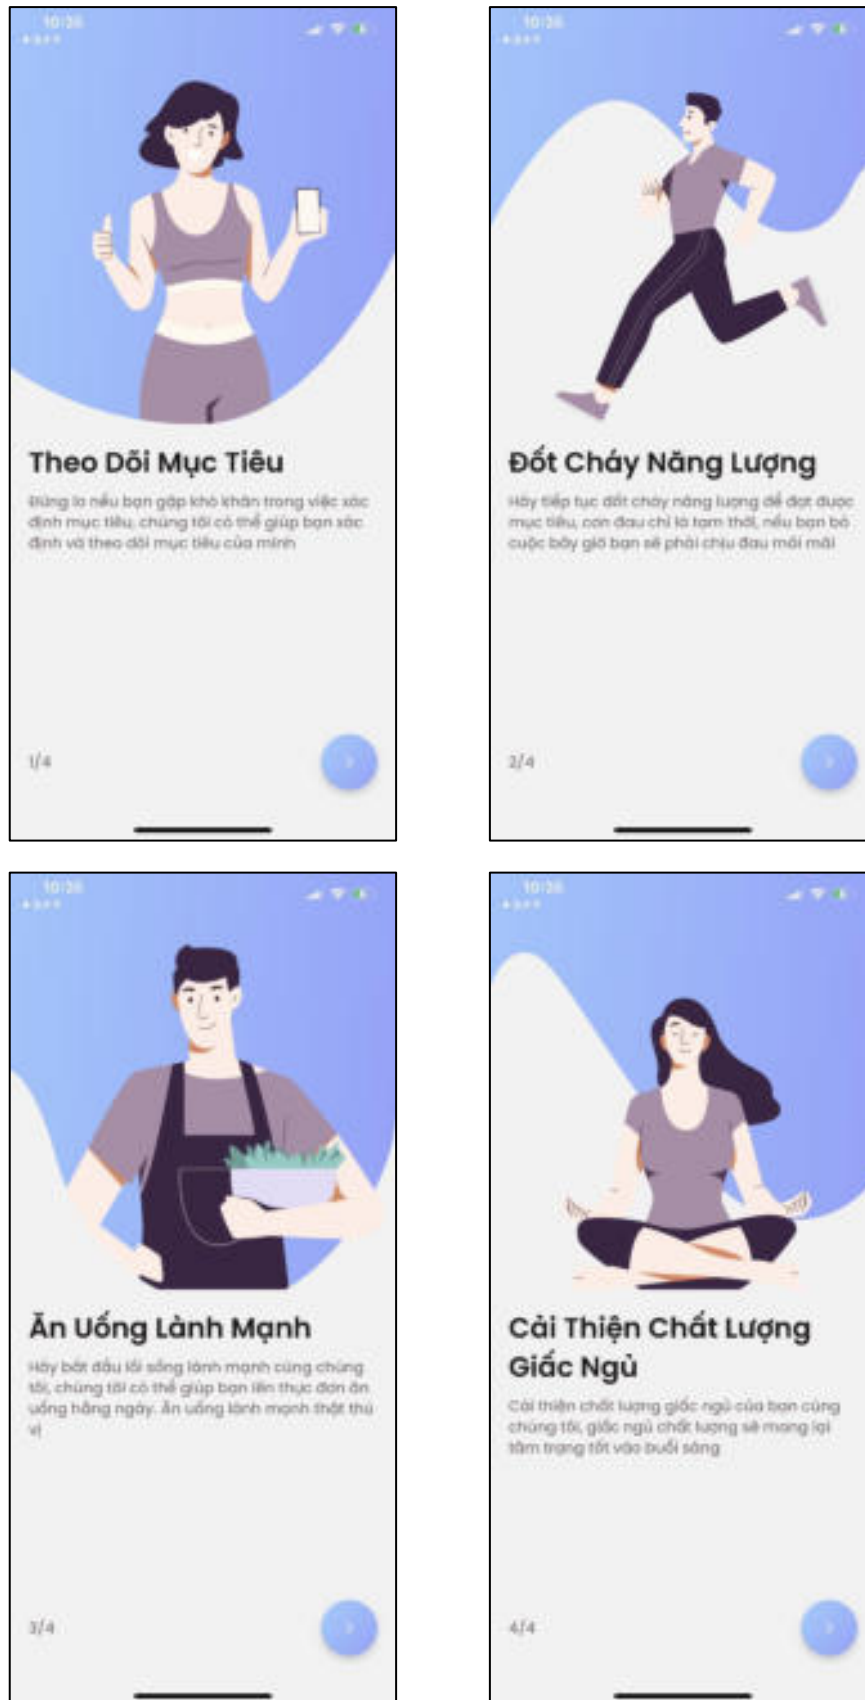 10:36
Theo Dõi Mục Tiêu
Đừng lo nếu bạn gặp khó khăn trong việc xác
định mục tiêu, chúng tôi có thể giúp bạn xác
định và theo dõi mục tiêu của mình
1/4
10:36
Đốt Cháy Năng Lượng
Hãy tiếp tục đốt cháy năng lượng để đạt được
mục tiêu, cơn đau chỉ là tạm thời, nếu bạn bỏ
cuộc bây giờ bạn sẽ phải chịu đau mãi mãi
2/4
10:36
Ăn Uống Lành Mạnh
Hãy bắt đầu lối sống lành mạnh cùng chúng
tôi, chúng tôi có thể giúp bạn lên thực đơn ăn
uống hằng ngày. Ăn uống lành mạnh thật thú
vị
3/4
10:36
Cải Thiện Chất Lượng
Giấc Ngủ
Cải thiện chất lượng giấc ngủ của bạn cùng
chúng tôi, giấc ngủ chất lượng sẽ mang lại
tâm trạng tốt vào buổi sáng
4/4